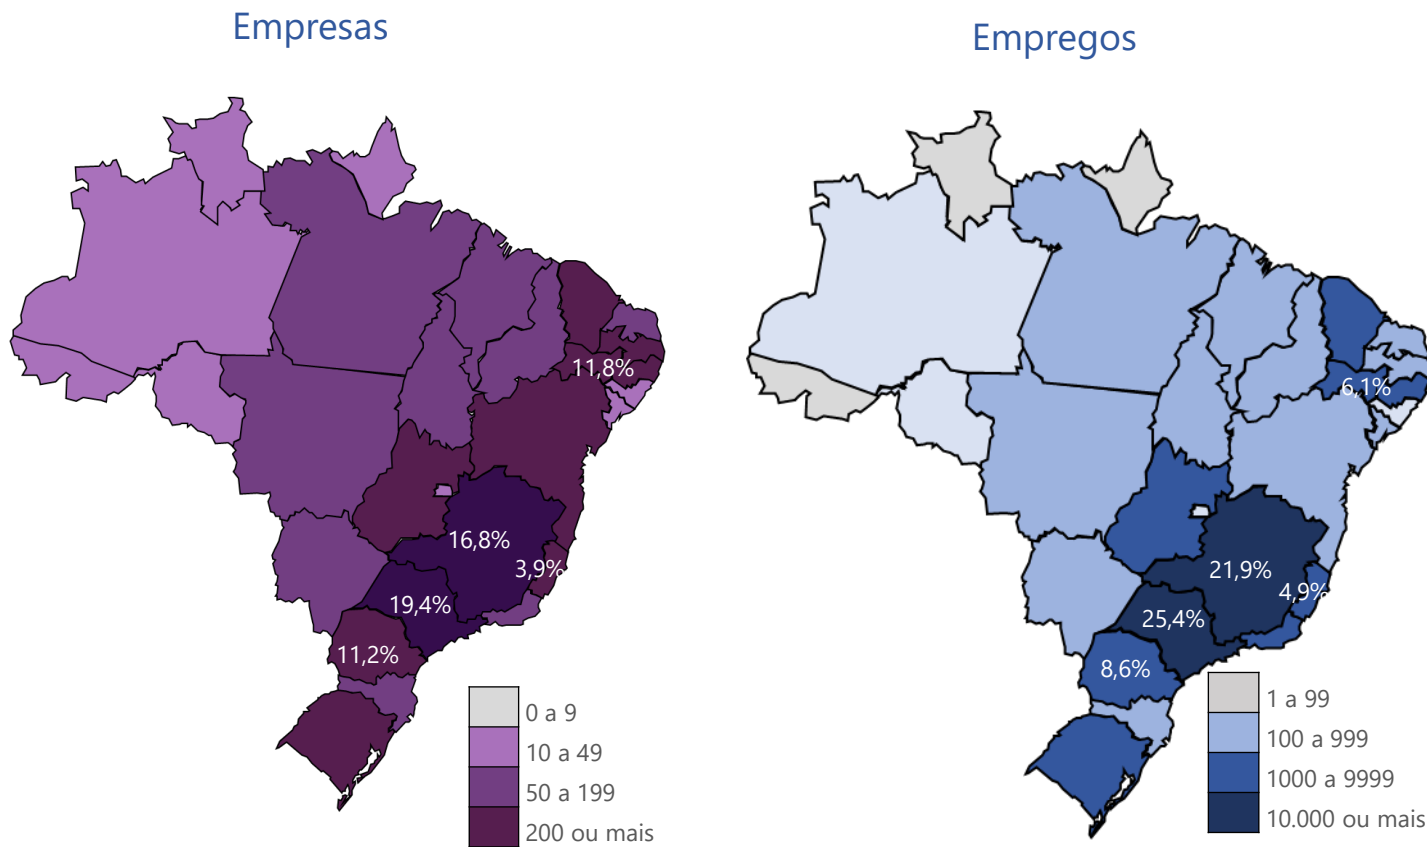 Empresas
11,8%
16,8%
3,9%
19,4%
11,2%
0 a 9
10 a 49
50 a 199
200 ou mais
Empregos
6,1%
21,9%
4,9%
25,4%
8,6%
1 a 99
100 a 999
1000 a 9999
10.000 ou mais